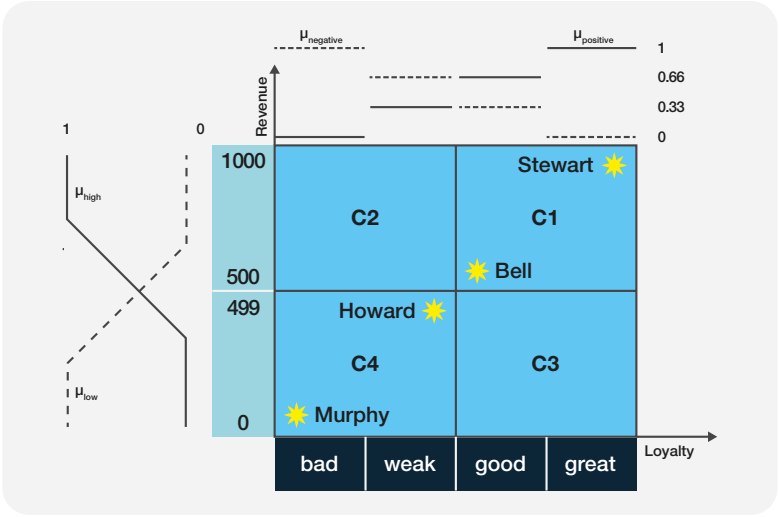 μnegative
μpositive
1
0.66
0.33
0
Revenue
1
0
μhigh
μlow
1000
500
499
0
Stewart
C2
C1
Bell
Howard
C4
C3
Murphy
Loyalty
bad
weak
good
great